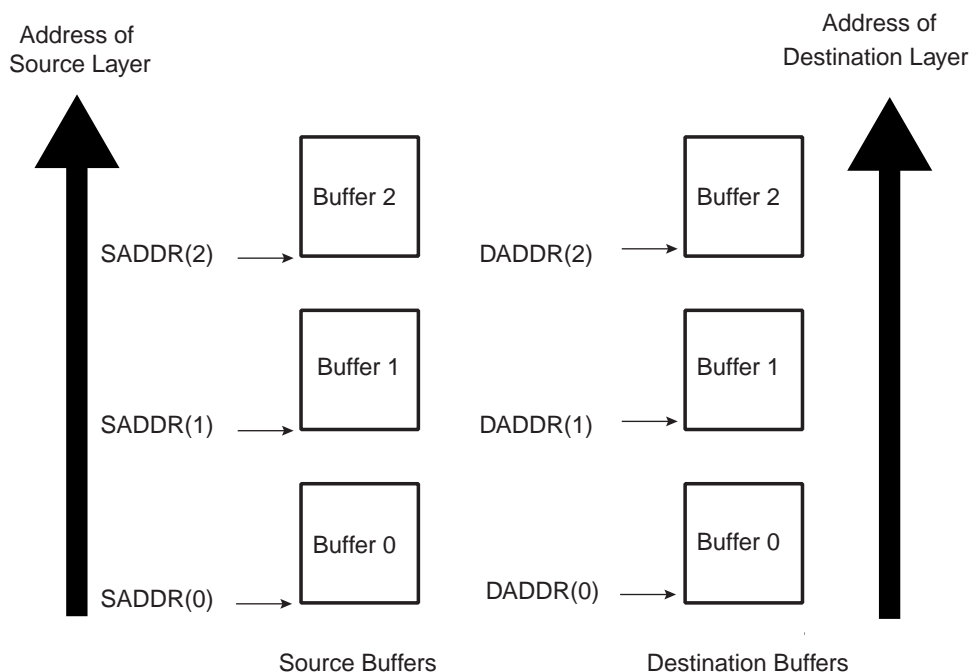 Address of
Source Layer
Address of
Destination Layer
Buffer 2
Buffer 2
SADDR(2)
DADDR(2)
Buffer 1
Buffer 1
SADDR(1)
DADDR(1)
Buffer 0
Buffer 0
SADDR(0)
DADDR(0)
Source Buffers
Destination Buffers